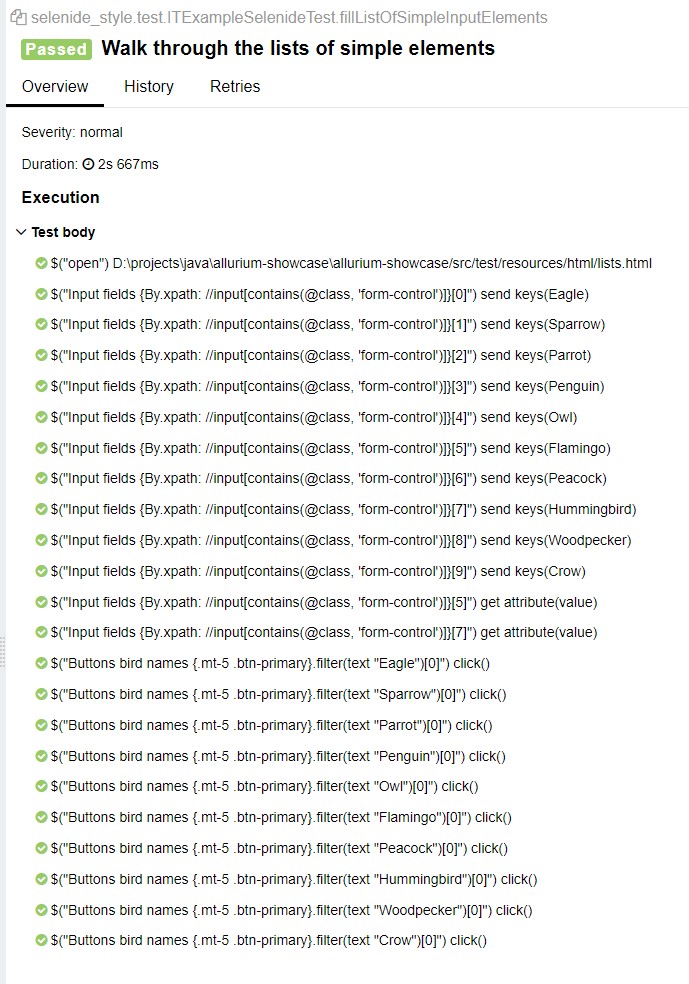 selenide_style.test.ITExampleSelenideTest.fillListOfSimpleInputElements
Passed Walk through the lists of simple elements
Overview History Retries
Severity: normal
Duration: 2s 667ms
Execution
Test body
$("open") D:\projects\java\allurium-showcase\allurium-showcase/src/test/resources/html/lists.html
$("Input fields {By.xpath: //input[contains(@class, 'form-control')]}[0]") send keys(Eagle)
$("Input fields {By.xpath: //input[contains(@class, 'form-control')]}[1]") send keys(Sparrow)
$("Input fields {By.xpath: //input[contains(@class, 'form-control')]}[2]") send keys(Parrot)
$("Input fields {By.xpath: //input[contains(@class, 'form-control')]}[3]") send keys(Penguin)
$("Input fields {By.xpath: //input[contains(@class, 'form-control')]}[4]") send keys(Owl)
$("Input fields {By.xpath: //input[contains(@class, 'form-control')]}[5]") send keys(Flamingo)
$("Input fields {By.xpath: //input[contains(@class, 'form-control')]}[6]") send keys(Peacock)
$("Input fields {By.xpath: //input[contains(@class, 'form-control')]}[7]") send keys(Hummingbird)
$("Input fields {By.xpath: //input[contains(@class, 'form-control')]}[8]") send keys(Woodpecker)
$("Input fields {By.xpath: //input[contains(@class, 'form-control')]}[9]") send keys(Crow)
$("Input fields {By.xpath: //input[contains(@class, 'form-control')]}[5]") get attribute(value)
$("Input fields {By.xpath: //input[contains(@class, 'form-control')]}[7]") get attribute(value)
$("Buttons bird names {.mt-5 .btn-primary}.filter(text "Eagle")[0]") click()
$("Buttons bird names {.mt-5 .btn-primary}.filter(text "Sparrow")[0]") click()
$("Buttons bird names {.mt-5 .btn-primary}.filter(text "Parrot")[0]") click()
$("Buttons bird names {.mt-5 .btn-primary}.filter(text "Penguin")[0]") click()
$("Buttons bird names {.mt-5 .btn-primary}.filter(text "Owl")[0]") click()
$("Buttons bird names {.mt-5 .btn-primary}.filter(text "Flamingo")[0]") click()
$("Buttons bird names {.mt-5 .btn-primary}.filter(text "Peacock")[0]") click()
$("Buttons bird names {.mt-5 .btn-primary}.filter(text "Hummingbird")[0]") click()
$("Buttons bird names {.mt-5 .btn-primary}.filter(text "Woodpecker")[0]") click()
$("Buttons bird names {.mt-5 .btn-primary}.filter(text "Crow")[0]") click()